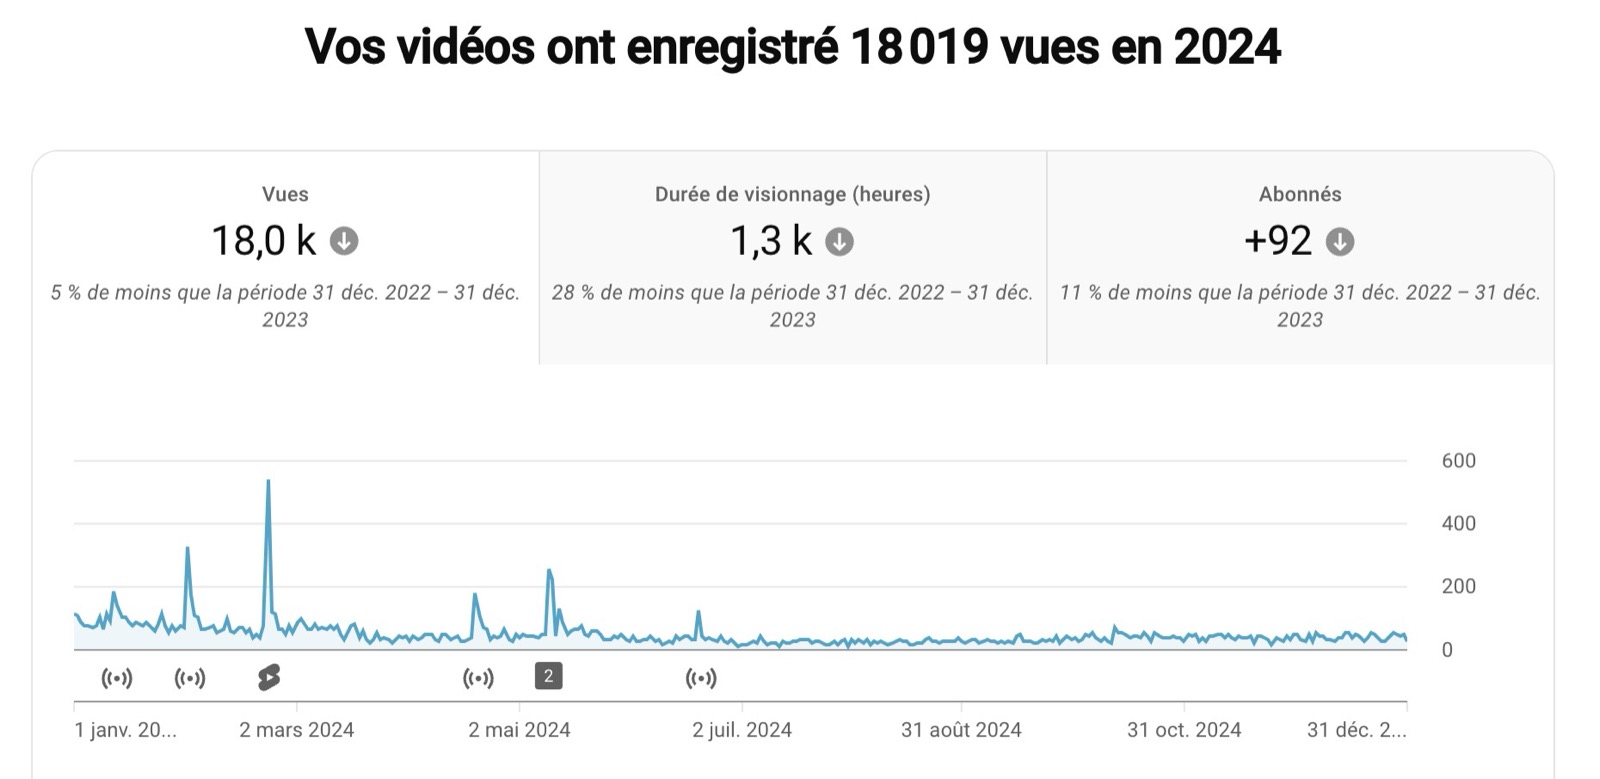 Vos vidéos ont enregistré 18 019 vues en 2024
Vues
18,0 k
5 % de moins que la période 31 déc. 2022 – 31 déc.
2023
Durée de visionnage (heures)
1,3 k
28 % de moins que la période 31 déc. 2022 – 31 déc.
2023
Abonnés
+92
11 % de moins que la période 31 déc. 2022 – 31 déc.
2023
600
400
200
0
2
1 janv. 20...
2 mars 2024
2 mai 2024
2 juil. 2024
31 août 2024
31 oct. 2024
31 déc. 2...